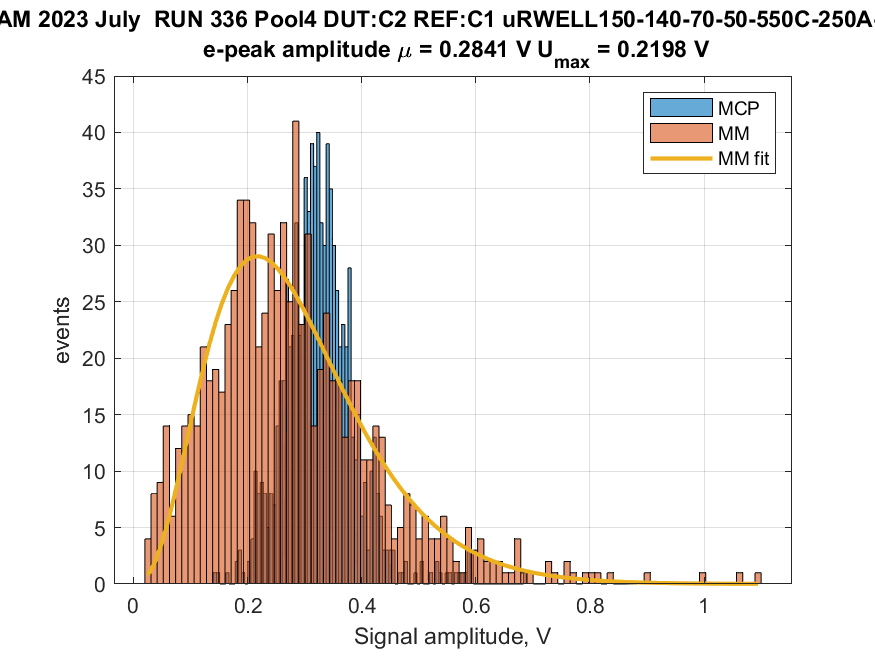 AM 2023 July  RUN 336 Pool4 DUT:C2 REF:C1 uRWELL150-140-70-50-550C-250A-
e-peak amplitude μ = 0.2841 V Umax = 0.2198 V
MCP
MM
MM fit
45
40
35
30
25
20
15
10
5
0
events
0 0.2 0.4 0.6 0.8 1
Signal amplitude, V